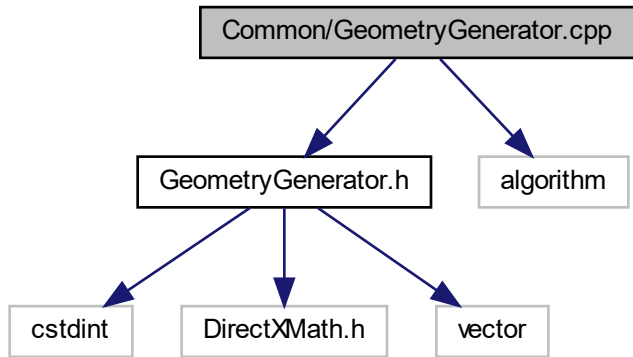 Common/GeometryGenerator.cpp
GeometryGenerator.h
algorithm
cstdint
DirectXMath.h
vector